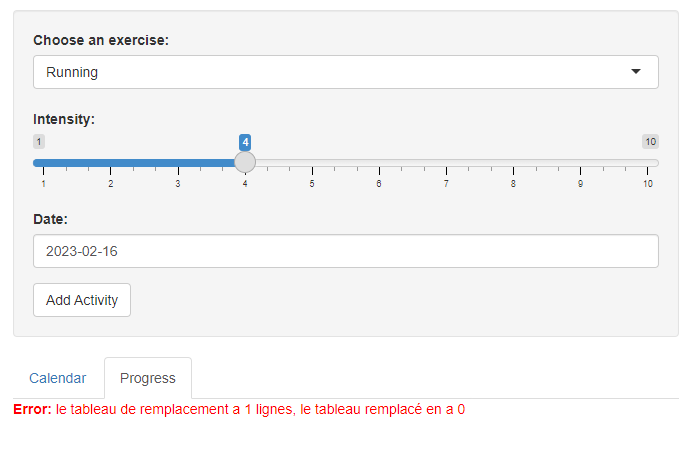 Choose an exercise:
Running
Intensity:
1 4 10
1 2 3 4 5 6 7 8 9 10
Date:
2023-02-16
Add Activity
Calendar Progress
Error: le tableau de remplacement a 1 lignes, le tableau remplacé en a 0